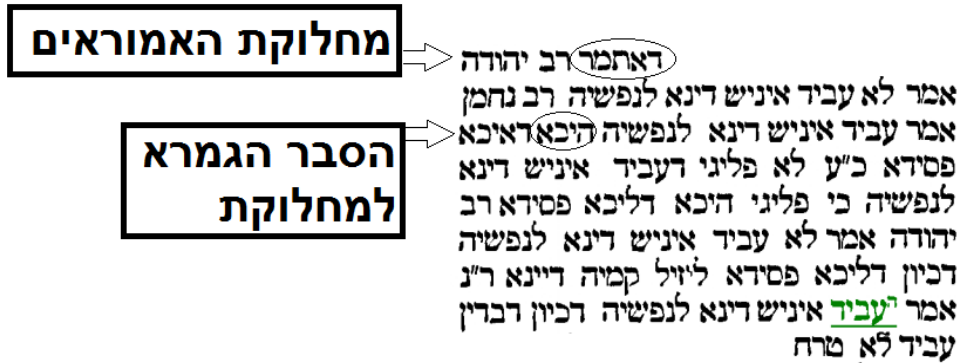 מחלוקת האמוראים
דאתמר רב יהודה
אמר לא עביד איניש דינא לנפשיה רב נחמן
אמר עביד איניש דינא לנפשיה היכא דאיכא
הסבר הגמרא
למחלוקת
פסידא כ"ע לא פליגי דעביד איניש דינא
לנפשיה כי פליגי היכא דליכא פסידא רב
יהודה אמר לא עביד איניש דינא לנפשיה
דכיון דליכא פסידא ליזיל קמיה דיינא ר"נ
אמר ר עביד איניש דינא לנפשיה דכיון דבדין
עביד לא טרח